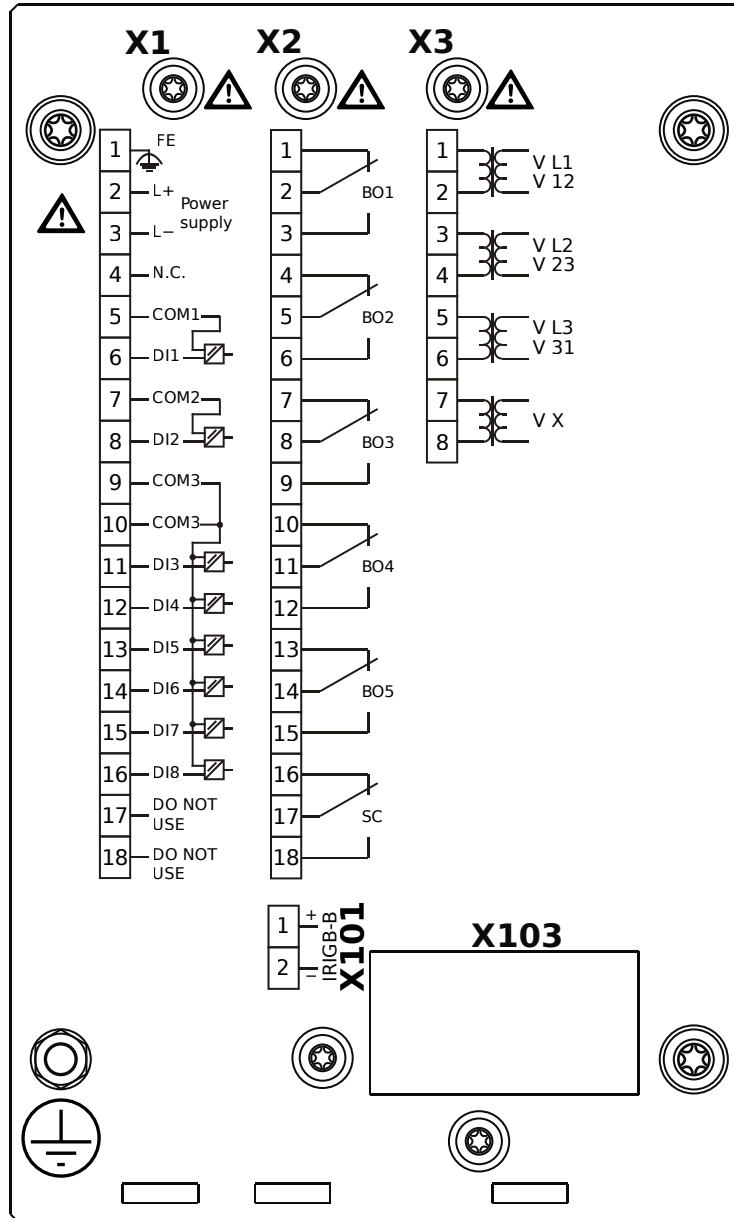 X1 X2 X3
1 FE
2 L+
Power
supply
3 L−
4 N.C.
5 COM1
6 DI1
7 COM2
8 DI2
9 COM3
10 COM3
11 DI3
12 DI4
13 DI5
14 DI6
15 DI7
16 DI8
17 DO NOT
USE
18 DO NOT
USE
1
2 BO1
3
4
5 BO2
6
7
8 BO3
9
10
11 BO4
12
13
14 BO5
15
16
17 SC
18
1 V L1
2 V 12
3 V L2
4 V 23
5 V L3
6 V 31
7 V X
8
1 +
2 −
IRIGB-B
X101
X103